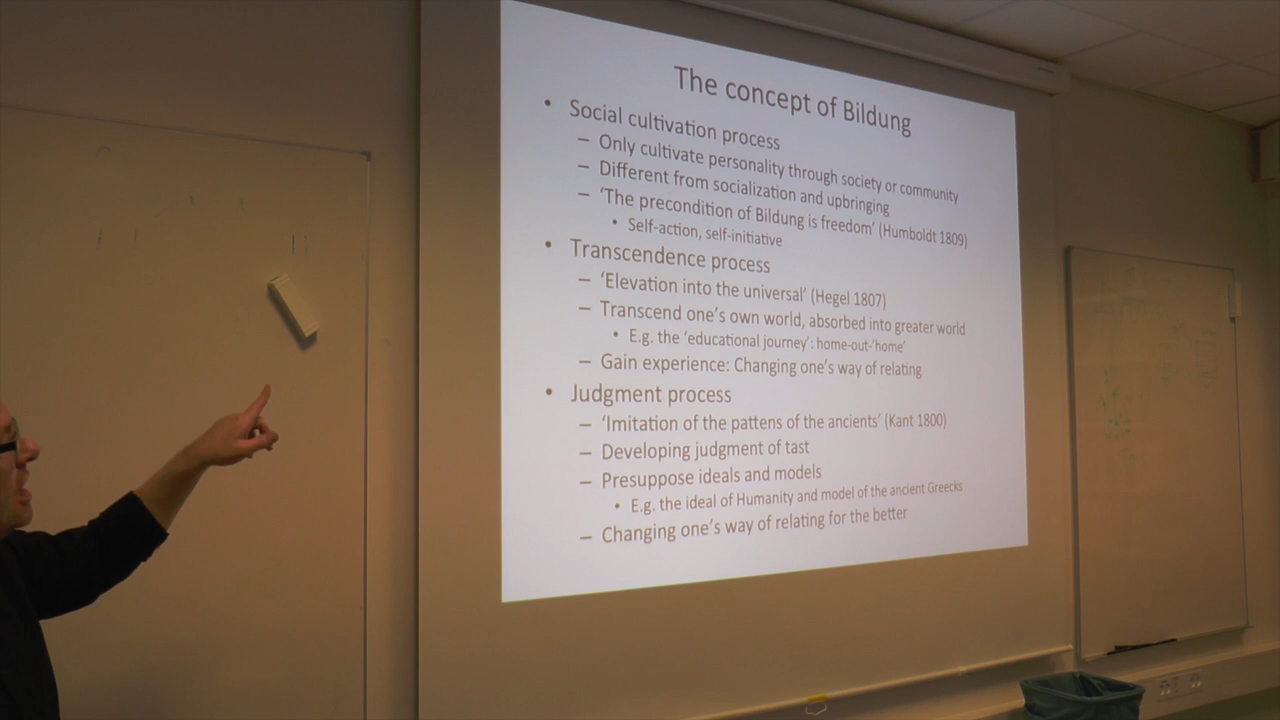 The concept of Bildung
• Social cultivation process
– Only cultivate personality through society or community
– Different from socialization and upbringing
– ‘The precondition of Bildung is freedom’ (Humboldt 1809)
• Self-action, self-initiative
• Transcendence process
– ‘Elevation into the universal’ (Hegel 1807)
– Transcend one’s own world, absorbed into greater world
• E.g. the ‘educational journey’: home-out-‘home’
– Gain experience: Changing one’s way of relating
• Judgment process
– ‘Imitation of the pattens of the ancients’ (Kant 1800)
– Developing judgment of tast
– Presuppose ideals and models
• E.g. the ideal of Humanity and model of the ancient Greecks
– Changing one’s way of relating for the better